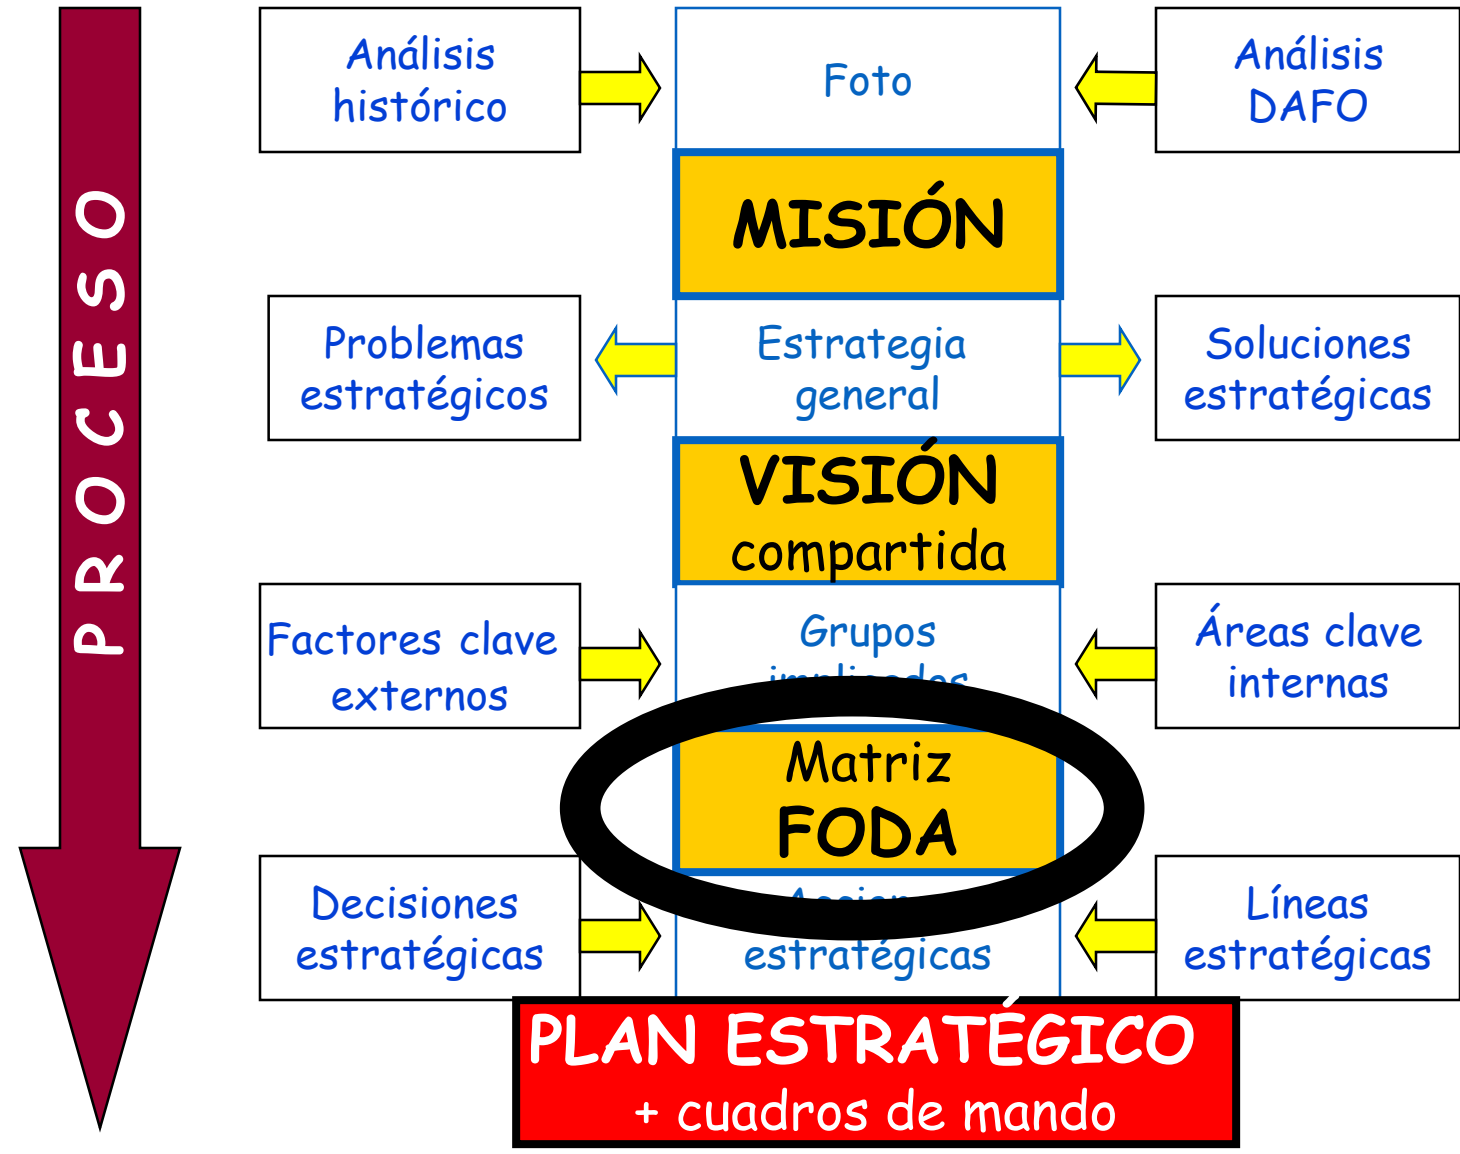 PROCESO
Análisis
histórico
Foto
Análisis
DAFO
MISIÓN
Problemas
estratégicos
Estrategia
general
Soluciones
estratégicas
VISIÓN
compartida
Factores clave
externos
Grupos
implicados
Áreas clave
internas
Matriz
FODA
Decisiones
estratégicas
estratégicas
Líneas
estratégicas
PLAN ESTRATÉGICO
+ cuadros de mando